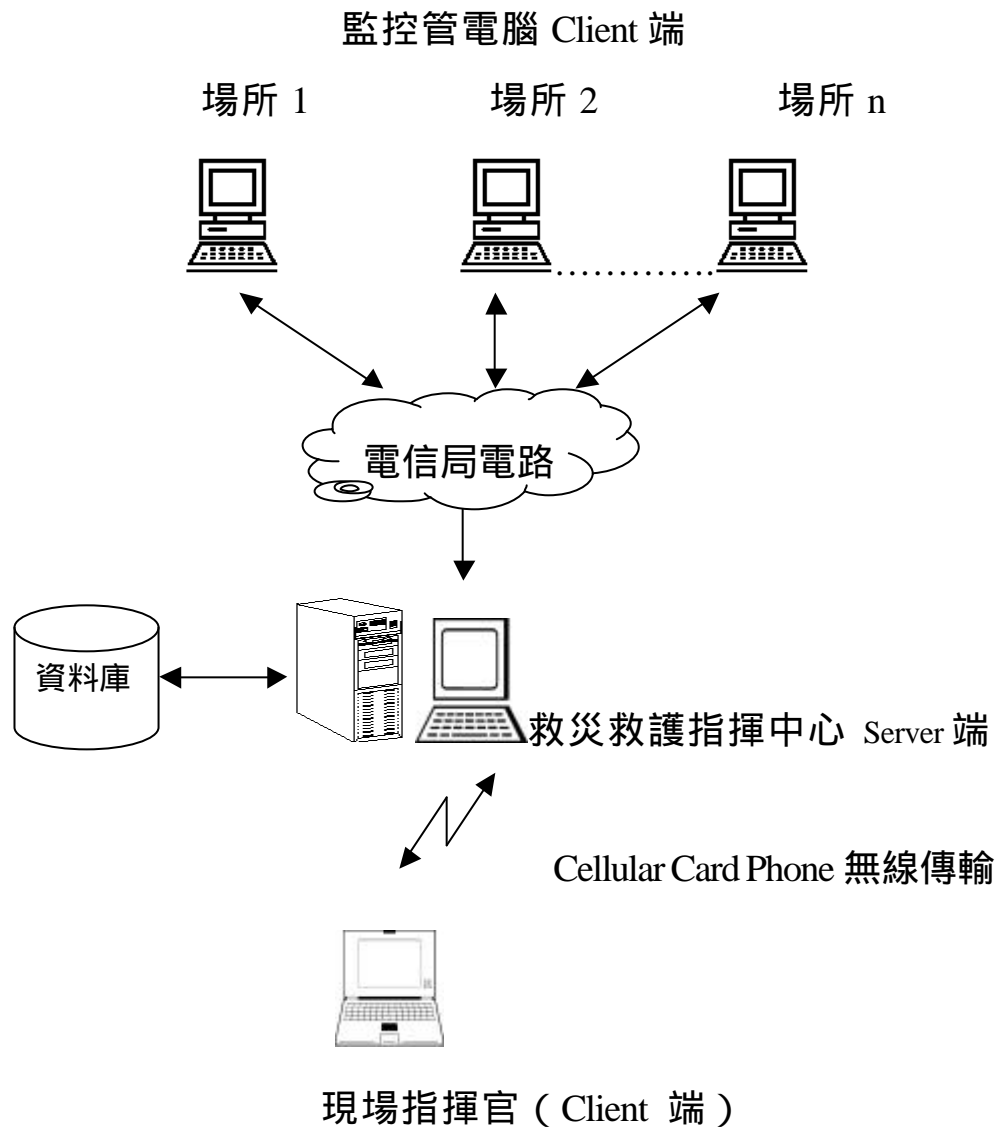 監控管電腦 Client 端
場所 1 場所 2 場所 n
電信局電路
資料庫
救災救護指揮中心 Server 端
Cellular Card Phone 無線傳輸
現場指揮官（Client 端）